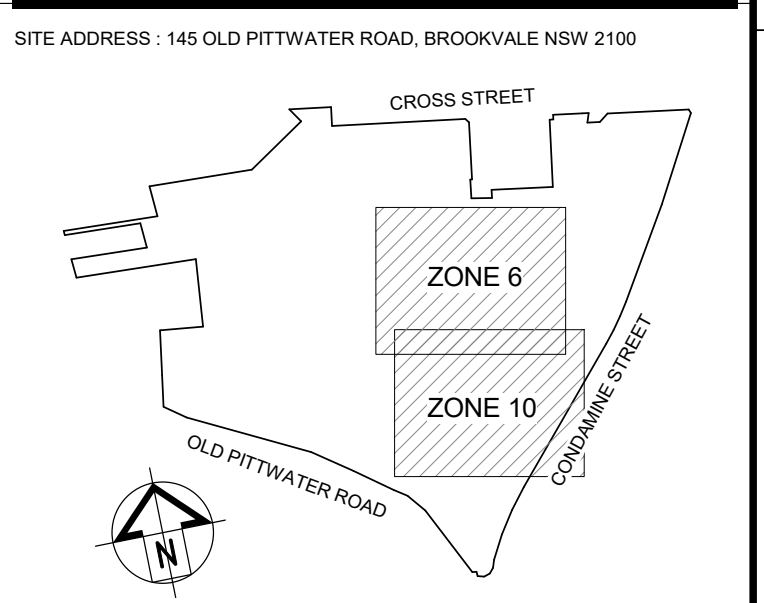 SITE ADDRESS : 145 OLD PITTWATER ROAD, BROOKVALE NSW 2100
CROSS STREET
ZONE 6
ZONE 10
CONDAMINE STREET
OLD PITTWATER ROAD
N